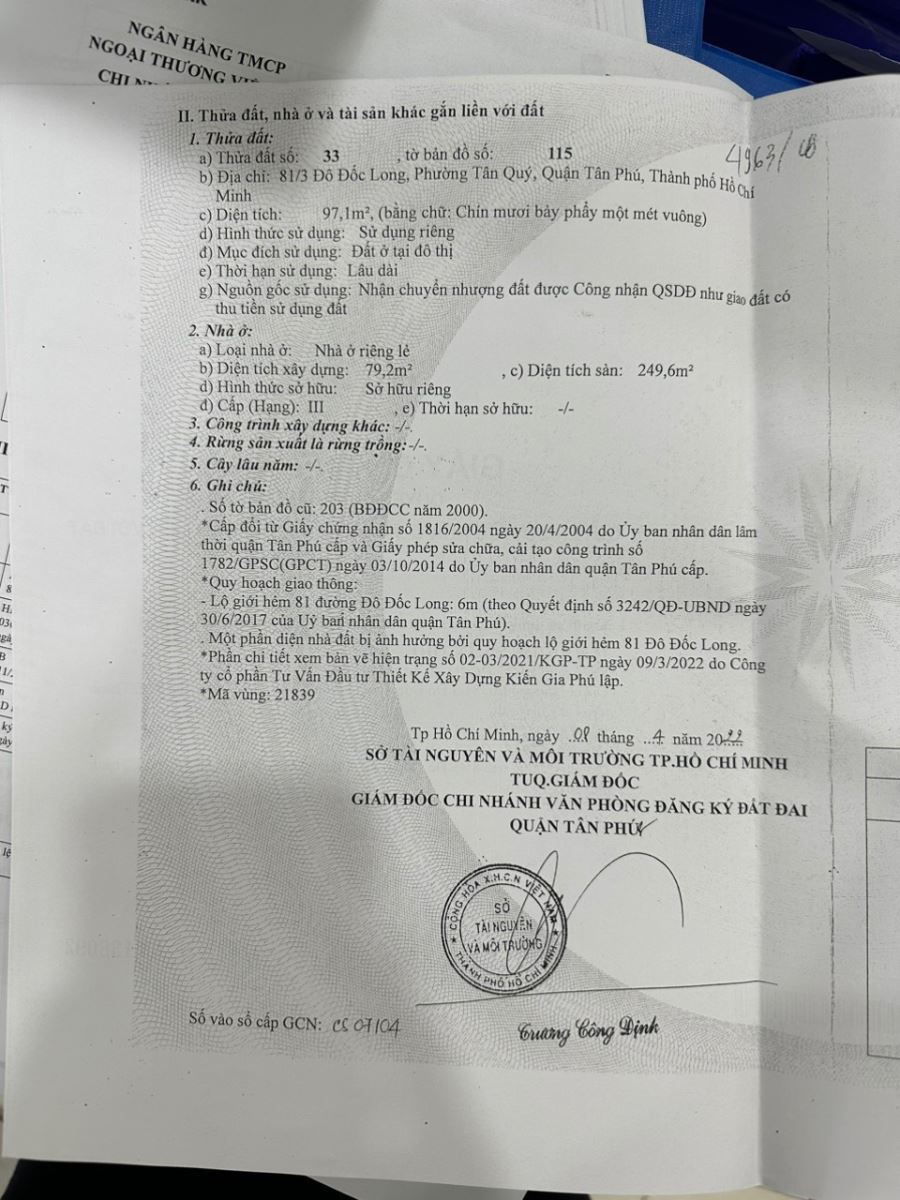 NGÂN HÀNG TMCP
NGOẠI THƯƠNG
II. Thửa đất, nhà ở và tài sản khác gắn liền với đất
1. Thửa đất:
a) Thửa đất số: 33 , tờ bản đồ số: 115
4963/
b) Địa chỉ: 81/3 Đô Đốc Long, Phường Tân Quý, Quận Tân Phú, Thành phố Hồ Chí
Minh
c) Diện tích: 97,1m², (bằng chữ: Chín mươi bảy phẩy một mét vuông)
d) Hình thức sử dụng: Sử dụng riêng
đ) Mục đích sử dụng: Đất ở tại đô thị
e) Thời hạn sử dụng: Lâu dài
g) Nguồn gốc sử dụng: Nhận chuyển nhượng đất được Công nhận QSDĐ như giao đất có
thu tiền sử dụng đất
2. Nhà ở:
a) Loại nhà ở: Nhà ở riêng lẻ
b) Diện tích xây dựng: 79,2m² , c) Diện tích sàn: 249,6m²
d) Hình thức sở hữu: Sở hữu riêng
đ) Cấp (Hạng): III , e) Thời hạn sở hữu: -/-
3. Công trình xây dựng khác: -/-.
4. Rừng sản xuất là rừng trồng: -/-.
5. Cây lâu năm: -/-.
6. Ghi chú:
. Số tờ bản đồ cũ: 203 (BĐĐCC năm 2000).
*Cấp đổi từ Giấy chứng nhận số 1816/2004 ngày 20/4/2004 do Ủy ban nhân dân lâm
thời quận Tân Phú cấp và Giấy phép sửa chữa, cải tạo công trình số
1782/GPSC(GPCT) ngày 03/10/2014 do Ủy ban nhân dân quận Tân Phú cấp.
*Quy hoạch giao thông:
- Lộ giới hẻm 81 đường Đô Đốc Long: 6m (theo Quyết định số 3242/QĐ-UBND ngày
30/6/2017 của Uỷ ban nhân dân quận Tân Phú).
. Một phần diện nhà đất bị ảnh hưởng bởi quy hoạch lộ giới hẻm 81 Đô Đốc Long.
*Phần chi tiết xem bản vẽ hiện trạng số 02-03/2021/KGP-TP ngày 09/3/2022 do Công
ty cổ phần Tư Vấn Đầu tư Thiết Kế Xây Dựng Kiến Gia Phú lập.
*Mã vùng: 21839
Tp Hồ Chí Minh, ngày 08 tháng 4 năm 2022
SỞ TÀI NGUYÊN VÀ MÔI TRƯỜNG TP.HỒ CHÍ MINH
TUQ.GIÁM ĐỐC
GIÁM ĐỐC CHI NHÁNH VĂN PHÒNG ĐĂNG KÝ ĐẤT ĐAI
QUẬN TÂN PHÚ
CỘNG HÒA X.H.C.N VIỆT NAM
SỞ
TÀI NGUYÊN
VÀ MÔI TRƯỜNG
THÀNH PHỐ HỒ CHÍ MINH
Số vào sổ cấp GCN: CS 07104
Trương Công Định